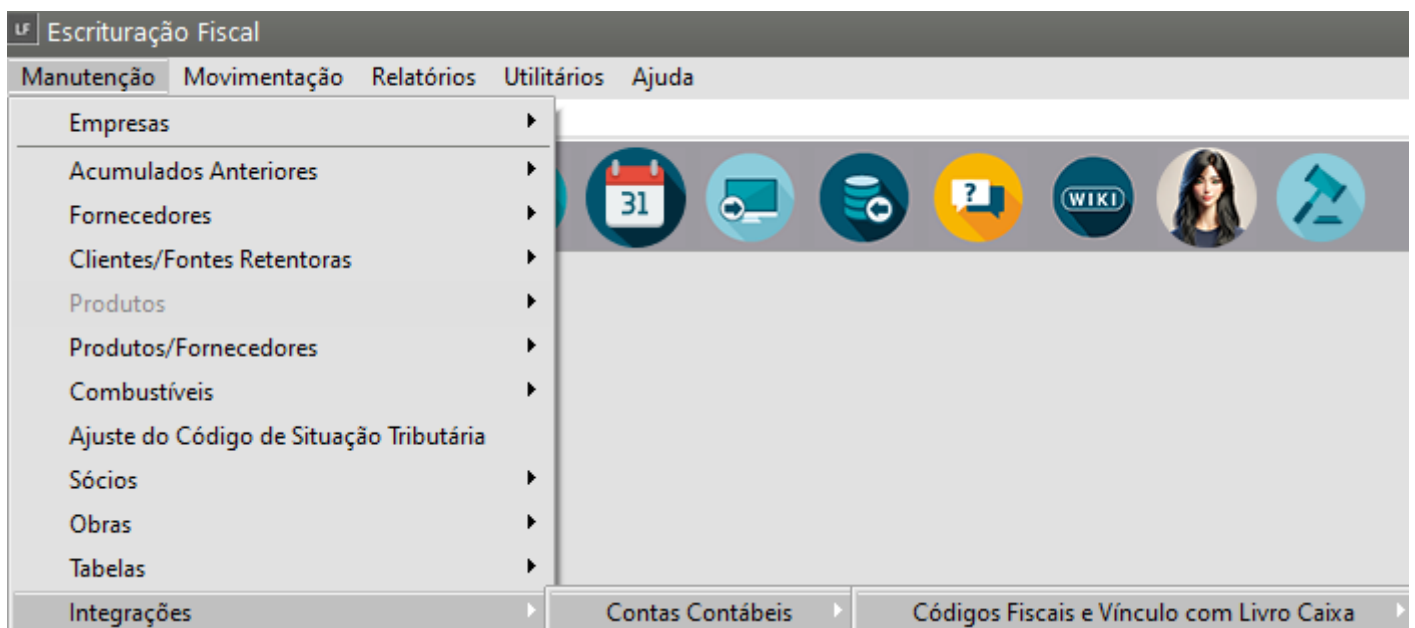 LF Escrituração Fiscal
Manutenção Movimentação Relatórios Utilitários Ajuda
Empresas
Acumulados Anteriores
31 ? WIKI
Fornecedores
Clientes/Fontes Retentoras
Produtos
Produtos/Fornecedores
Combustíveis
Ajuste do Código de Situação Tributária
Sócios
Obras
Tabelas
Integrações Contas Contábeis Códigos Fiscais e Vínculo com Livro Caixa